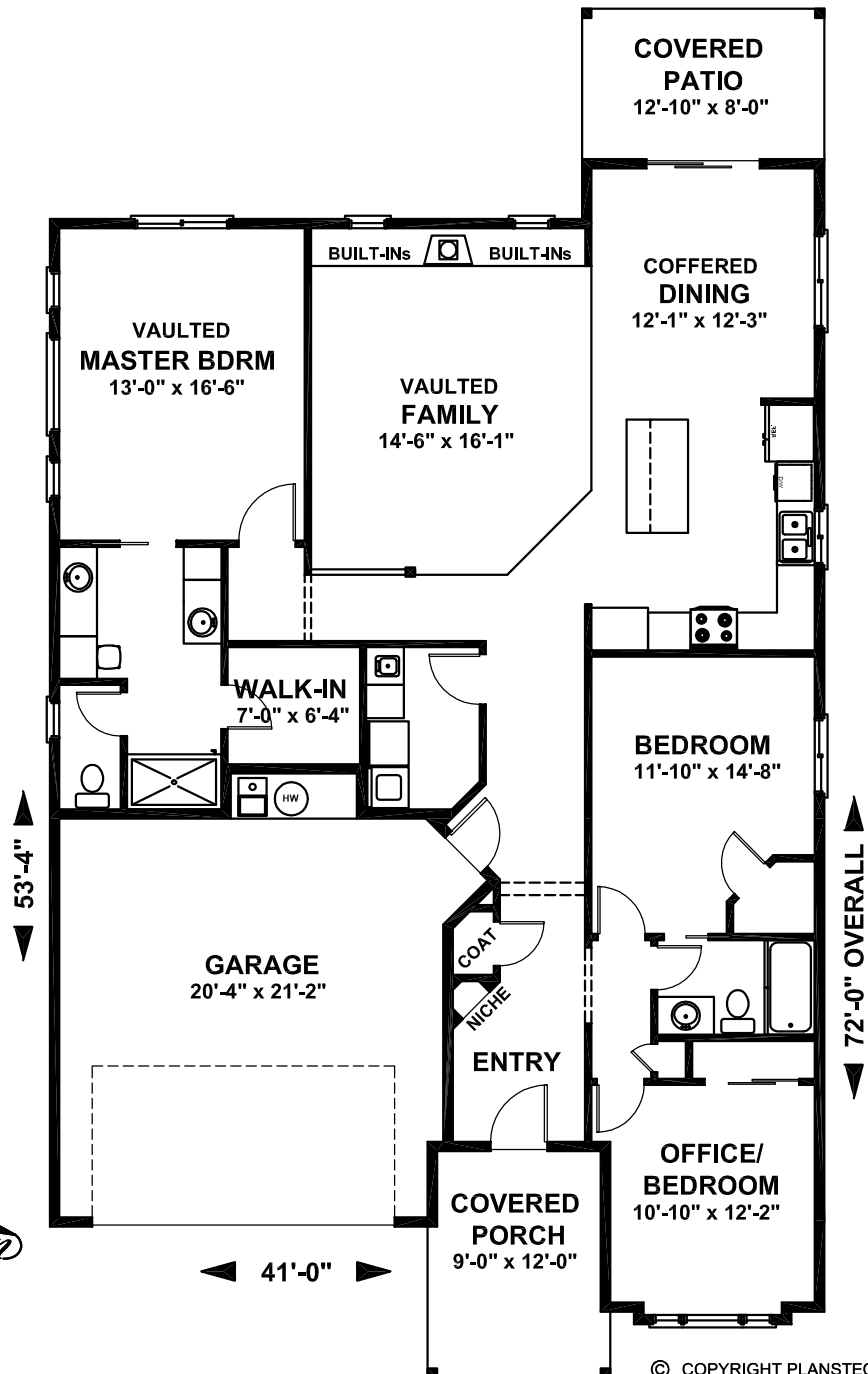 COVERED
PATIO
12'-10" x 8'-0"
BUILT-INs
BUILT-INs
COFFERED
DINING
12'-1" x 12'-3"
VAULTED
MASTER BDRM
13'-0" x 16'-6"
VAULTED
FAMILY
14'-6" x 16'-1"
REF.
D/W
WALK-IN
7'-0" x 6'-4"
BEDROOM
11'-10" x 14'-8"
HW
53'-4"
72'-0" OVERALL
GARAGE
20'-4" x 21'-2"
COAT
NICHE
ENTRY
OFFICE/
BEDROOM
10'-10" x 12'-2"
COVERED
PORCH
9'-0" x 12'-0"
41'-0"
© COPYRIGHT PLANSTEC